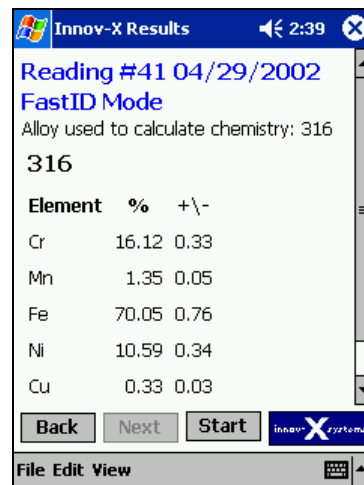 Innov-X Results 2:39
Reading #41 04/29/2002
FastID Mode
Alloy used to calculate chemistry: 316
316
Element % +\-
Cr 16.12 0.33
Mn 1.35 0.05
Fe 70.05 0.76
Ni 10.59 0.34
Cu 0.33 0.03
Back Next Start innov-X systems
File Edit View